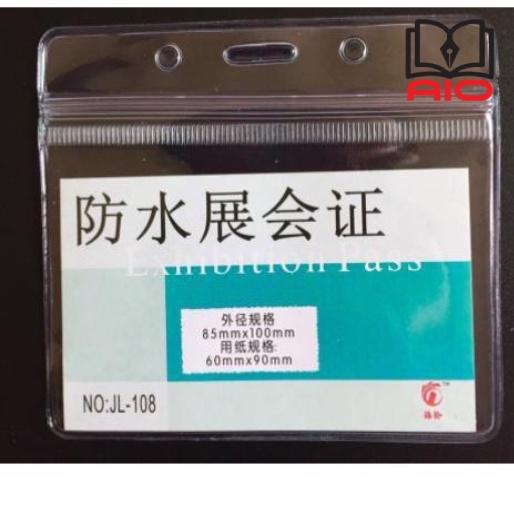 AIO
防水展会证
Exhibition Pass
外径规格
85mmx100mm
用纸规格:
60mmx90mm
NO:JL-108